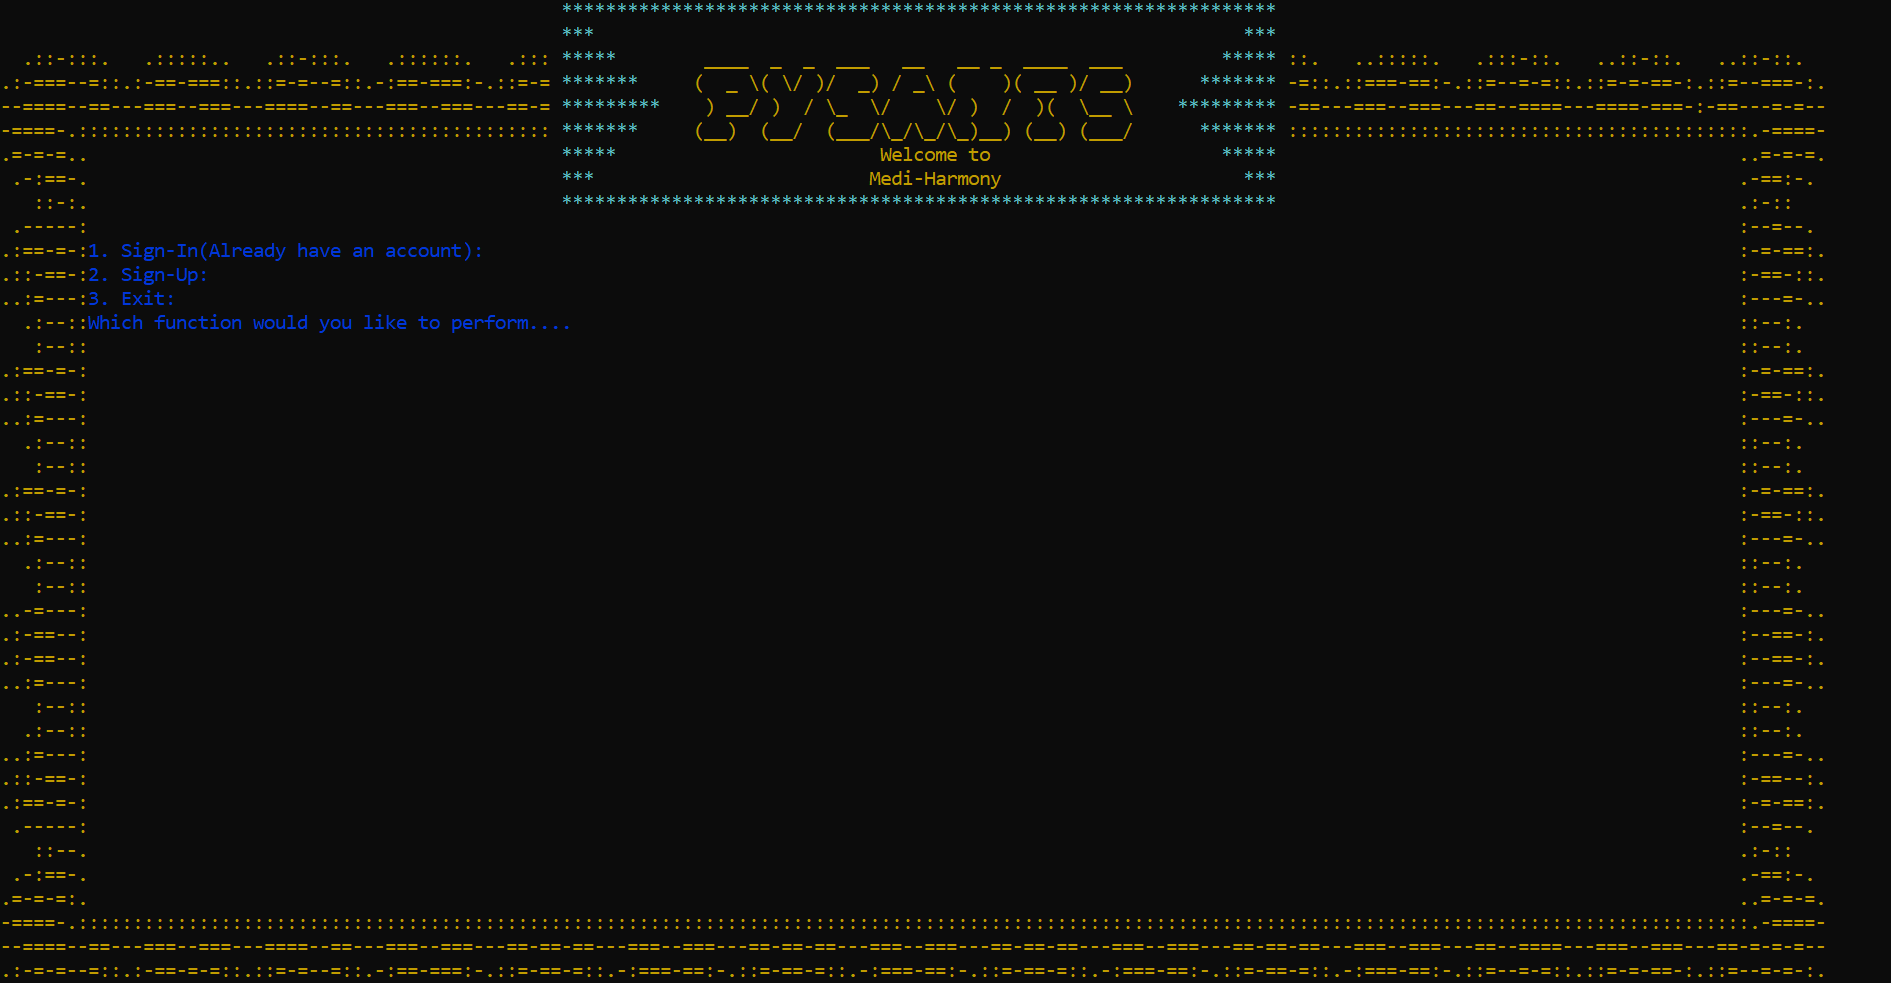 Welcome to
Medi-Harmony
1. Sign-In(Already have an account):
2. Sign-Up:
3. Exit:
Which function would you like to perform....